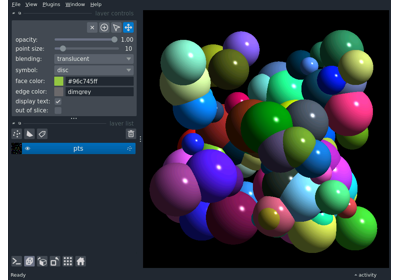 File View Plugins Window Help
layer controls
opacity: 1.00
point size: 10
blending: translucent
symbol: disc
face color: #96c745ff
edge color: dimgrey
display text: ✓
out of slice:
layer list
pts
Ready
activity